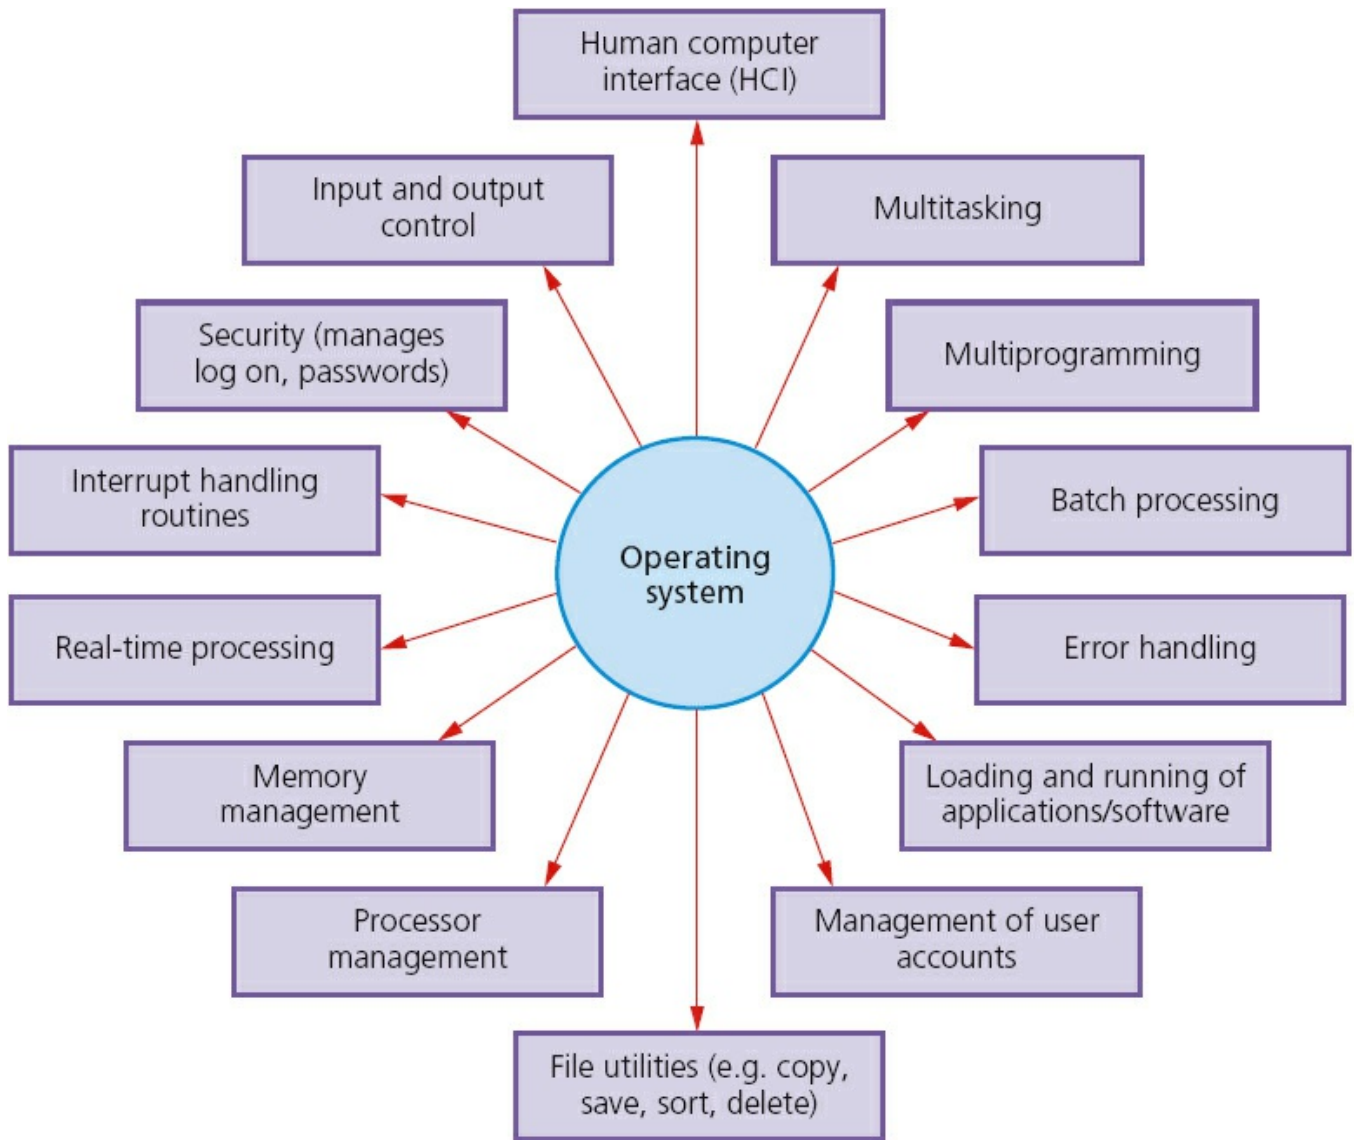 Human computer
interface (HCI)
Input and output
control
Multitasking
Security (manages
log on, passwords)
Multiprogramming
Interrupt handling
routines
Batch processing
Operating
system
Real-time processing
Error handling
Memory
management
Loading and running of
applications/software
Processor
management
Management of user
accounts
File utilities (e.g. copy,
save, sort, delete)